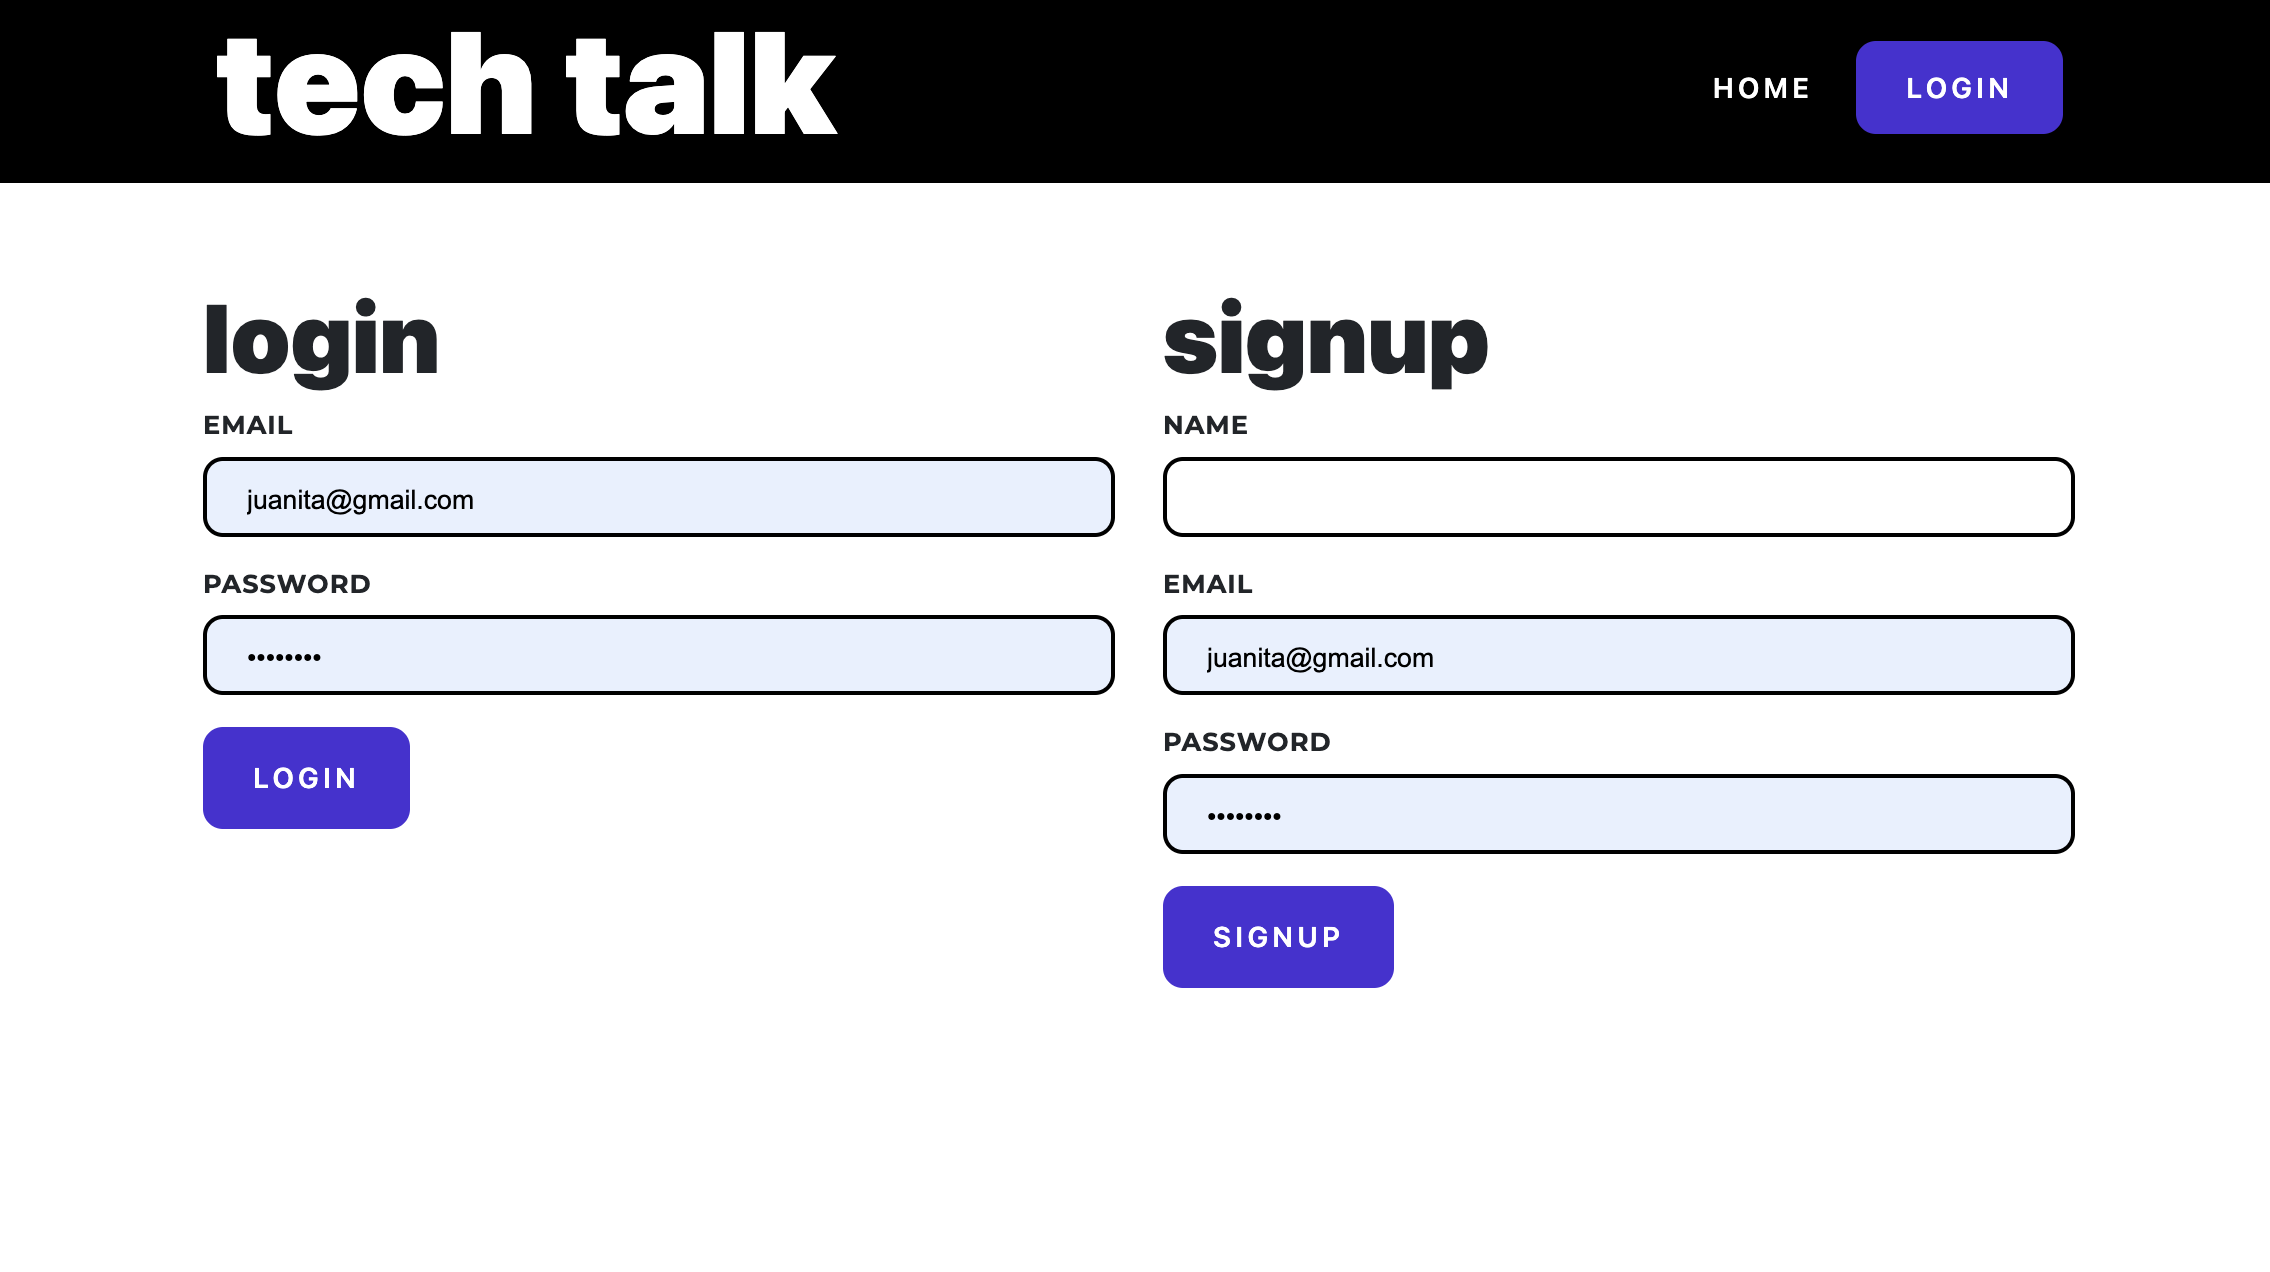 tech talk
HOME
LOGIN
login
EMAIL
juanita@gmail.com
PASSWORD
••••••••
LOGIN
signup
NAME
EMAIL
juanita@gmail.com
PASSWORD
••••••••
SIGNUP